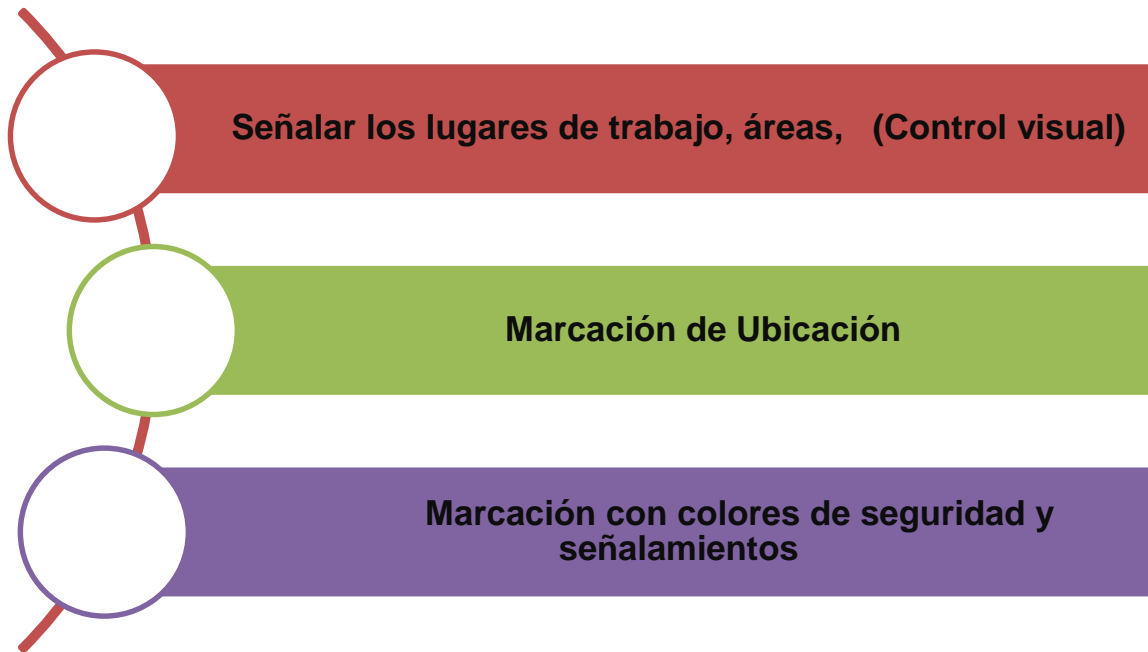 Señalar los lugares de trabajo, áreas, (Control visual)
Marcación de Ubicación
Marcación con colores de seguridad y
señalamientos